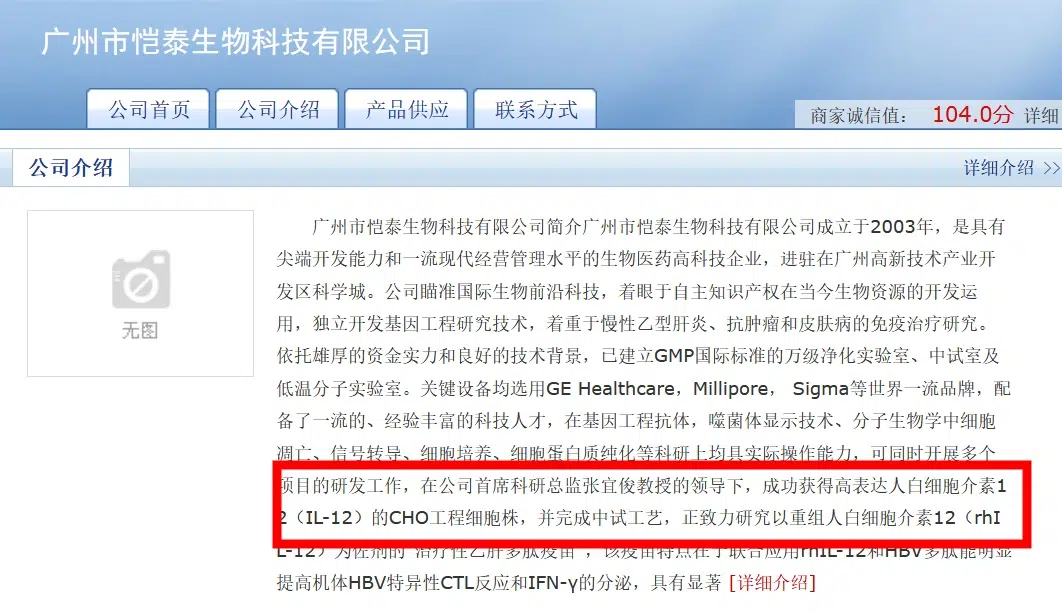 广州市恺泰生物科技有限公司
公司首页 公司介绍 产品供应 联系方式
商家诚信值： 104.0分 详细
公司介绍
详细介绍 >>
无图
广州市恺泰生物科技有限公司简介广州市恺泰生物科技有限公司成立于2003年，是具有
尖端开发能力和一流现代经营管理水平的生物医药高科技企业，进驻在广州高新技术产业开
发区科学城。公司瞄准国际生物前沿科技，着眼于自主知识产权在当今生物资源的开发运
用，独立开发基因工程研究技术，着重于慢性乙型肝炎、抗肿瘤和皮肤病的免疫治疗研究。
依托雄厚的资金实力和良好的技术背景，已建立GMP国际标准的万级净化实验室、中试室及
低温分子实验室。关键设备均选用GE Healthcare，Millipore， Sigma等世界一流品牌，配
备了一流的、经验丰富的科技人才，在基因工程抗体，噬菌体显示技术、分子生物学中细胞
凋亡、信号转导、细胞培养、细胞蛋白质纯化等科研上均具实际操作能力，可同时开展多个
项目的研发工作，在公司首席科研总监张宜俊教授的领导下，成功获得高表达人白细胞介素1
2（IL-12）的CHO工程细胞株，并完成中试工艺，正致力研究以重组人白细胞介素12（rhI
L-12）为佐剂的"治疗性乙肝多肽疫苗"，该疫苗特点在于联合应用rhIL-12和HBV多肽能明显
提高机体HBV特异性CTL反应和IFN-γ的分泌，具有显著 [详细介绍]